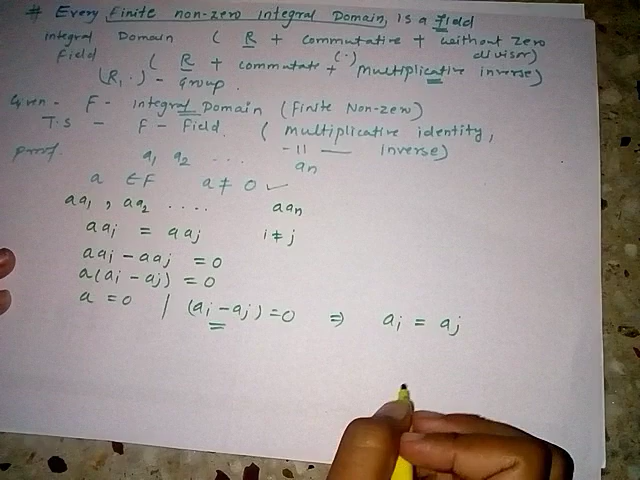 # Every finite non-zero integral Domain, is a field
Integral Domain ( R + commutative + without zero divisor)
field ( R + commutate + multiplicative inverse)
(.)
(R, .) - Group.
Given - F - Integral Domain (finite Non-zero)
T.S - F - Field. ( multiplicative identity,
-11- inverse)
Proof.
a1 a2 ... an
a ∈ F a ≠ 0 ✓
aa1, aa2 .... aan
aai = aaj i ≠ j
aai - aaj = 0
a(ai - aj) = 0
a = 0 / (ai - aj) = 0 ⇒ ai = aj